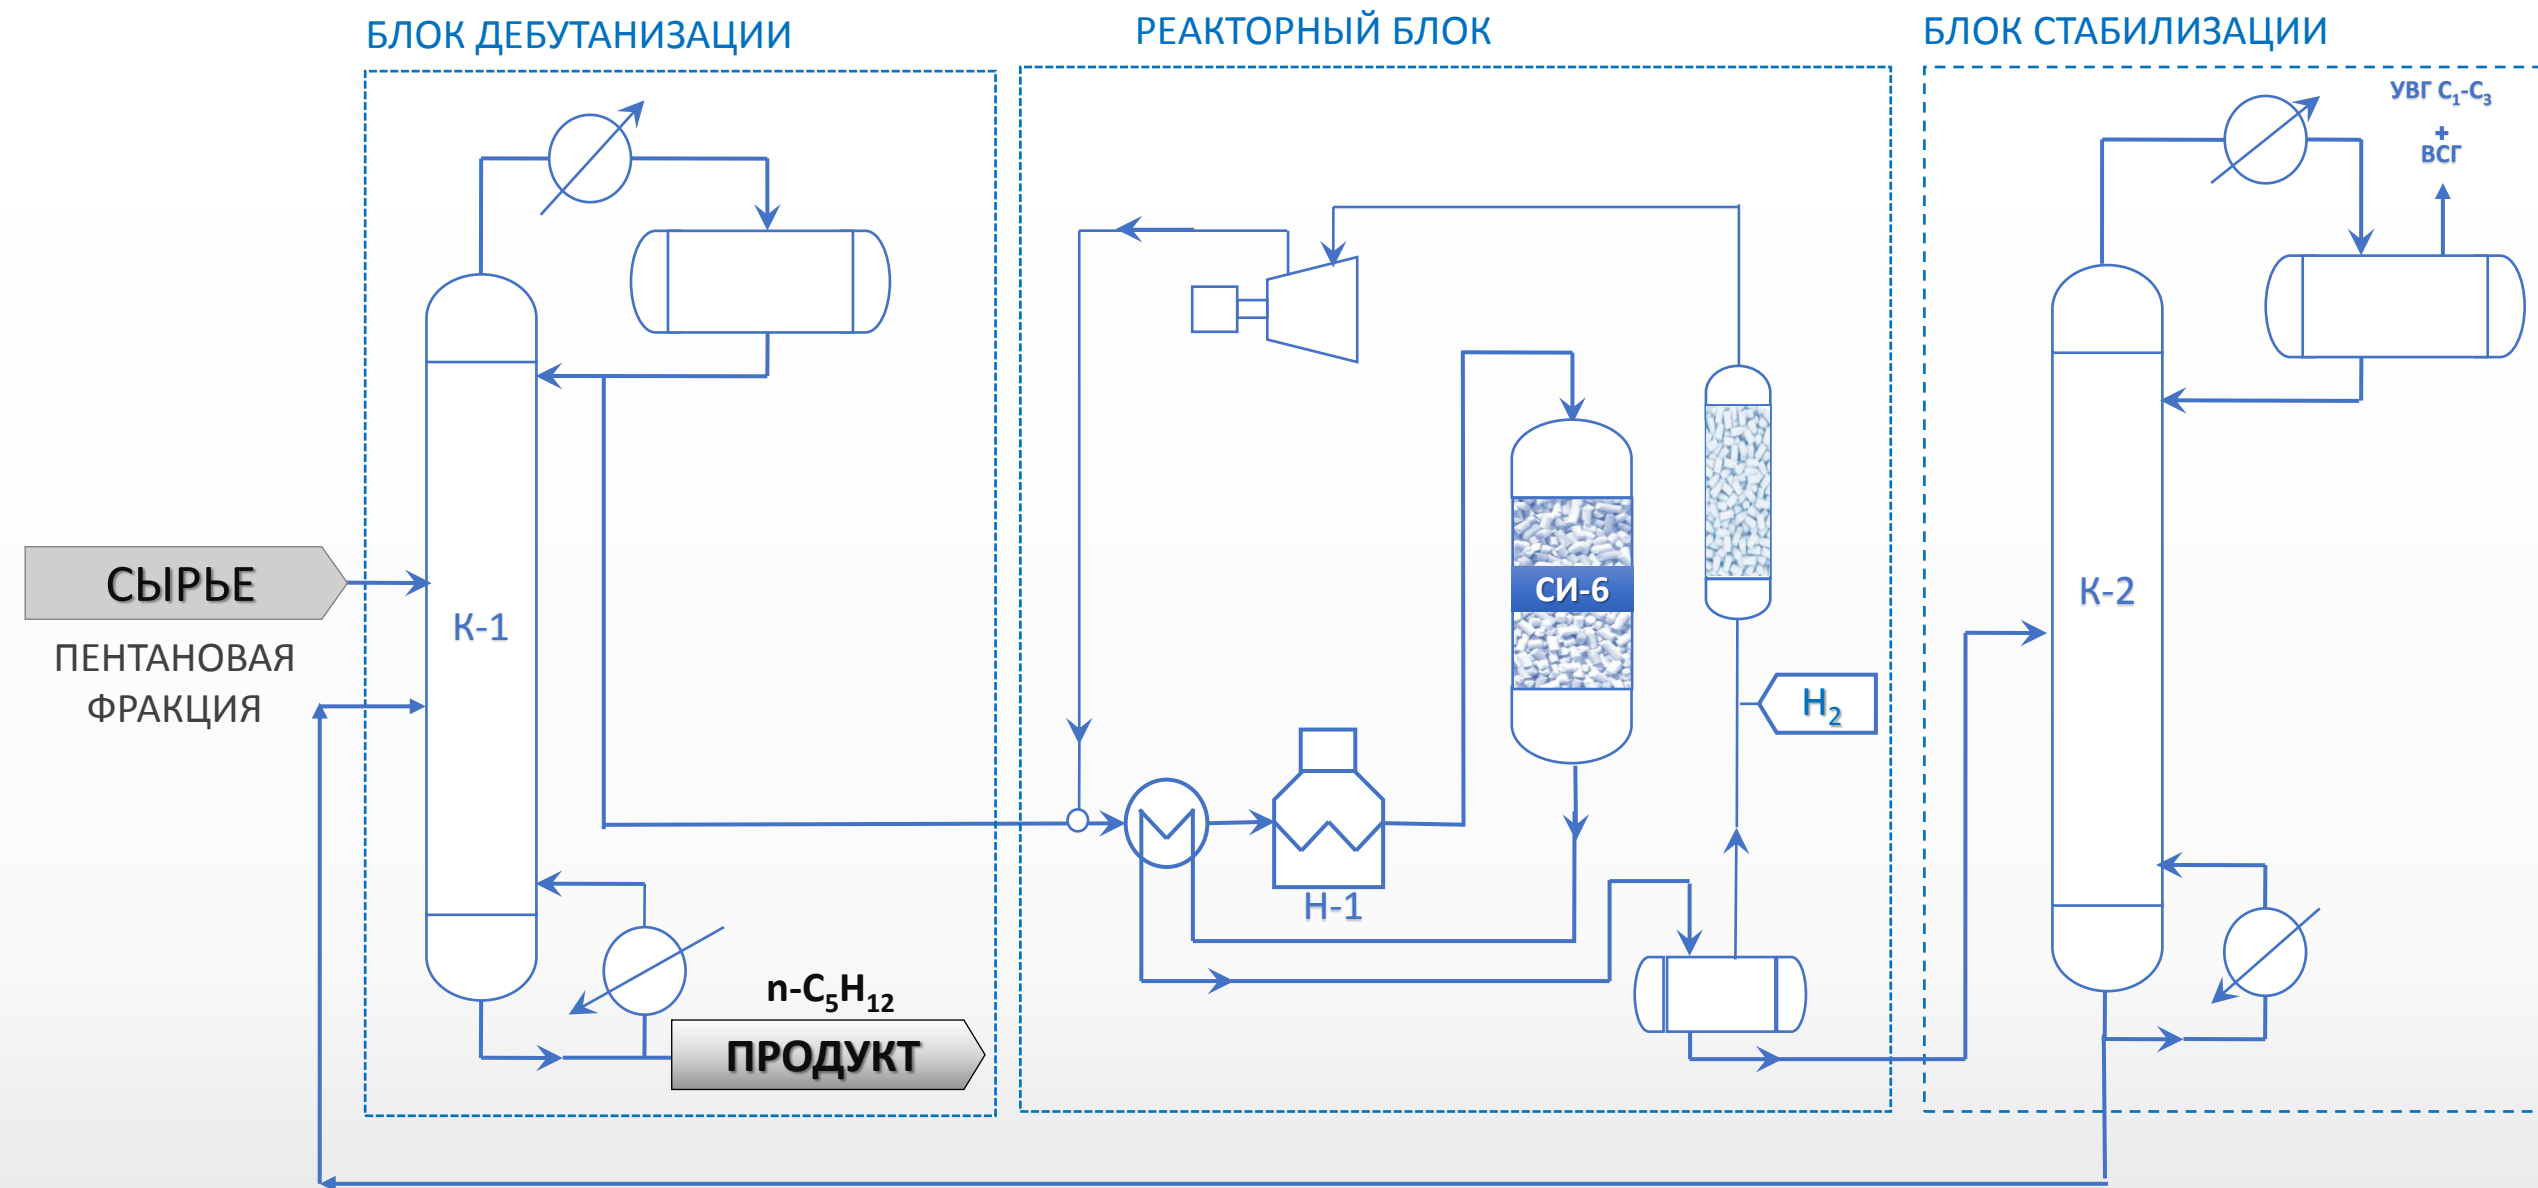 БЛОК ДЕБУТАНИЗАЦИИ
РЕАКТОРНЫЙ БЛОК
БЛОК СТАБИЛИЗАЦИИ
УВГ С₁-С₃
+
ВСГ
СЫРЬЕ
ПЕНТАНОВАЯ
ФРАКЦИЯ
К-1
СИ-6
К-2
H₂
Н-1
n-C₅H₁₂
ПРОДУКТ